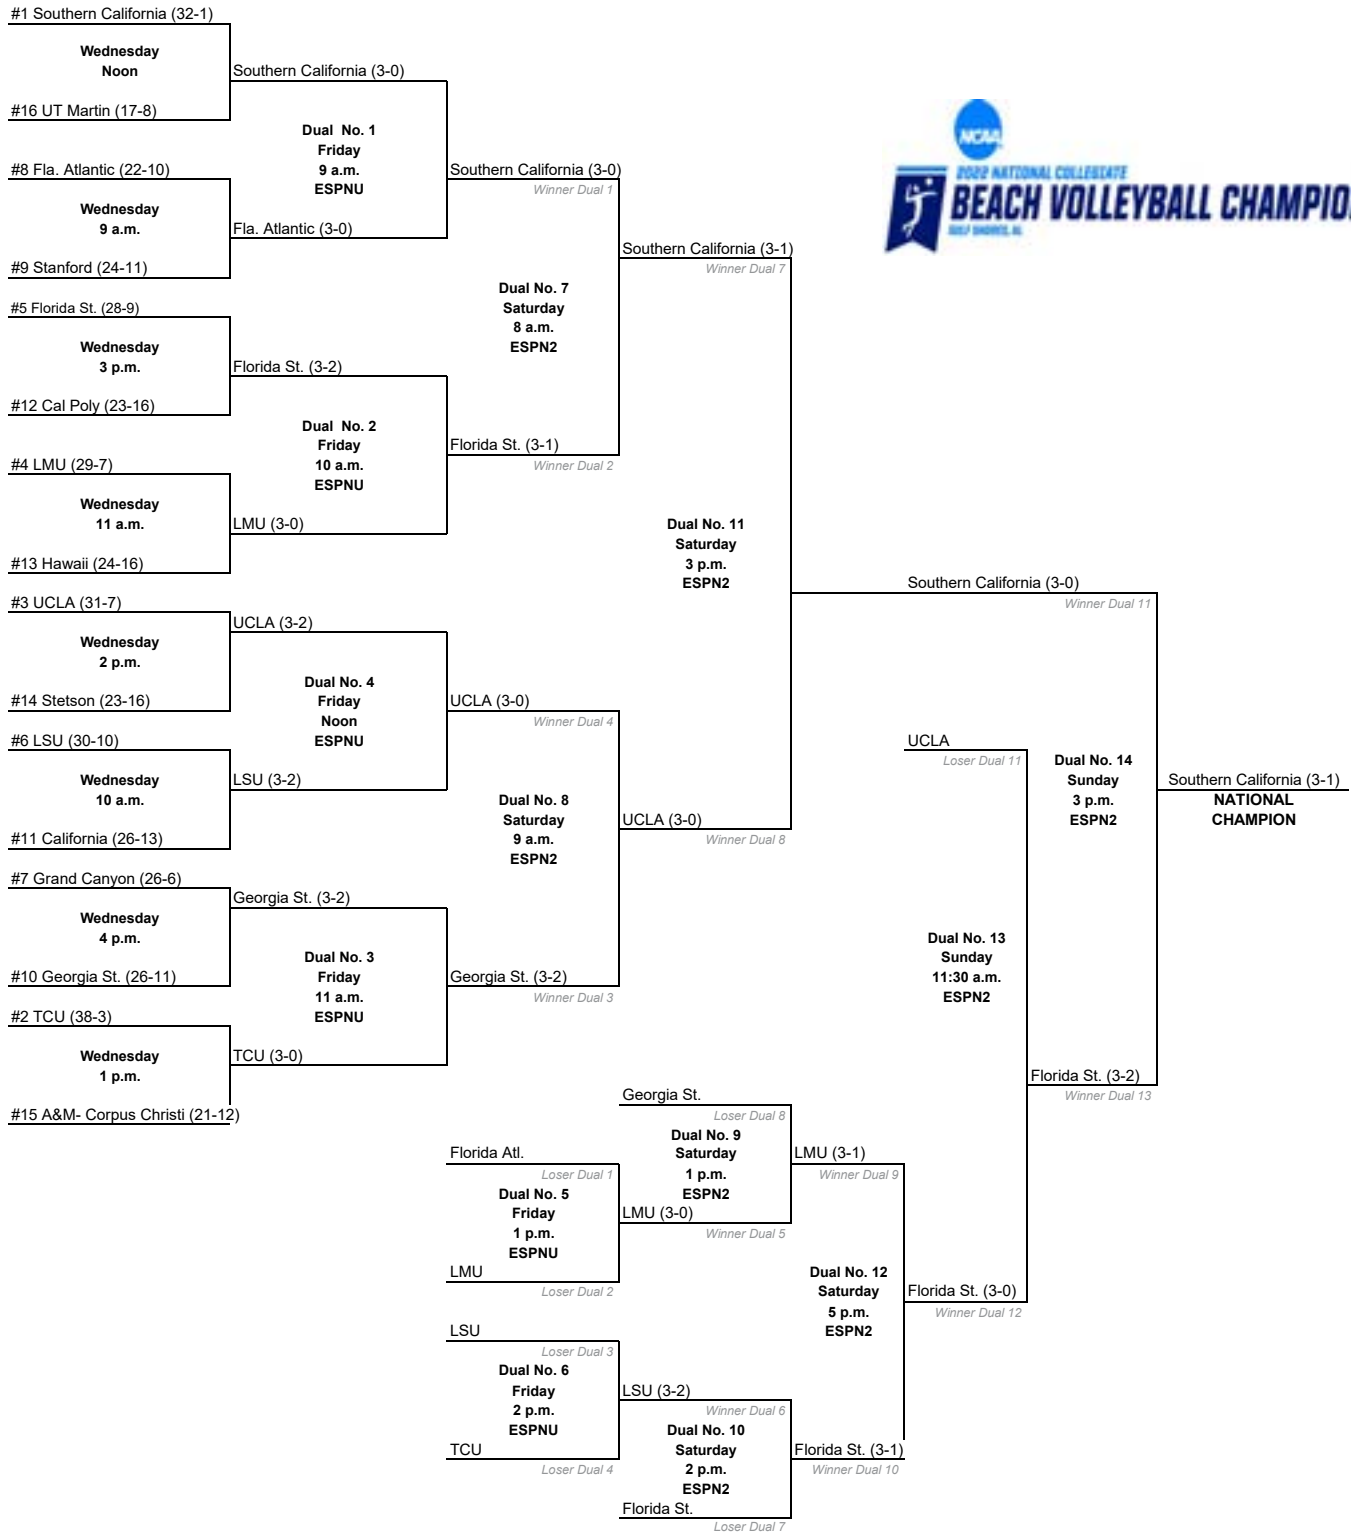 #1 Southern California (32-1)
Wednesday
Noon
Southern California (3-0)
#16 UT Martin (17-8)
Dual No. 1
Friday
9 a.m.
ESPNU
#8 Fla. Atlantic (22-10)
Southern California (3-0)
Winner Dual 1
Wednesday
9 a.m.
Fla. Atlantic (3-0)
#9 Stanford (24-11)
Southern California (3-1)
Winner Dual 7
Dual No. 7
Saturday
8 a.m.
ESPN2
#5 Florida St. (28-9)
Wednesday
3 p.m.
Florida St. (3-2)
#12 Cal Poly (23-16)
Dual No. 2
Friday
10 a.m.
ESPNU
Florida St. (3-1)
Winner Dual 2
#4 LMU (29-7)
Wednesday
11 a.m.
LMU (3-0)
#13 Hawaii (24-16)
Dual No. 11
Saturday
3 p.m.
ESPN2
Southern California (3-0)
Winner Dual 11
#3 UCLA (31-7)
UCLA (3-2)
Wednesday
2 p.m.
#14 Stetson (23-16)
Dual No. 4
Friday
Noon
ESPNU
UCLA (3-0)
Winner Dual 4
#6 LSU (30-10)
Wednesday
10 a.m.
LSU (3-2)
#11 California (26-13)
Dual No. 8
Saturday
9 a.m.
ESPN2
UCLA (3-0)
Winner Dual 8
UCLA
Loser Dual 11
Dual No. 14
Sunday
3 p.m.
ESPN2
Southern California (3-1)
NATIONAL
CHAMPION
#7 Grand Canyon (26-6)
Georgia St. (3-2)
Wednesday
4 p.m.
#10 Georgia St. (26-11)
Dual No. 3
Friday
11 a.m.
ESPNU
Georgia St. (3-2)
Winner Dual 3
#2 TCU (38-3)
Wednesday
1 p.m.
TCU (3-0)
#15 A&M- Corpus Christi (21-12)
Dual No. 13
Sunday
11:30 a.m.
ESPN2
Florida St. (3-2)
Winner Dual 13
Georgia St.
Loser Dual 8
Dual No. 9
Saturday
1 p.m.
ESPN2
LMU (3-1)
Winner Dual 9
Florida Atl.
Loser Dual 1
Dual No. 5
Friday
1 p.m.
ESPNU
LMU (3-0)
Winner Dual 5
LMU
Loser Dual 2
Dual No. 12
Saturday
5 p.m.
ESPN2
Florida St. (3-0)
Winner Dual 12
LSU
Loser Dual 3
Dual No. 6
Friday
2 p.m.
ESPNU
LSU (3-2)
Winner Dual 6
TCU
Loser Dual 4
Dual No. 10
Saturday
2 p.m.
ESPN2
Florida St. (3-1)
Winner Dual 10
Florida St.
Loser Dual 7
NCAA
2022 NATIONAL COLLEGIATE
BEACH VOLLEYBALL CHAMPIO
GULF SHORES, AL